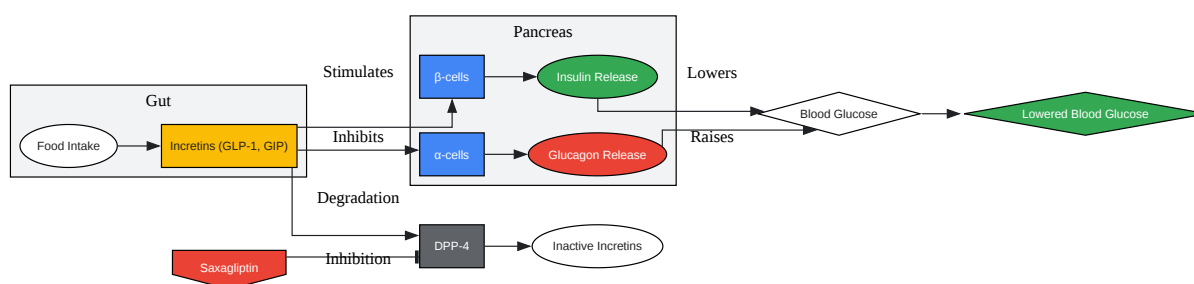 Pancreas
Stimulates
β-cells
Insulin Release
Lowers
Gut
Blood Glucose
Lowered Blood Glucose
Food Intake
Incretins (GLP-1, GIP)
Inhibits
α-cells
Glucagon Release
Raises
Degradation
DPP-4
Inactive Incretins
Saxagliptin
Inhibition